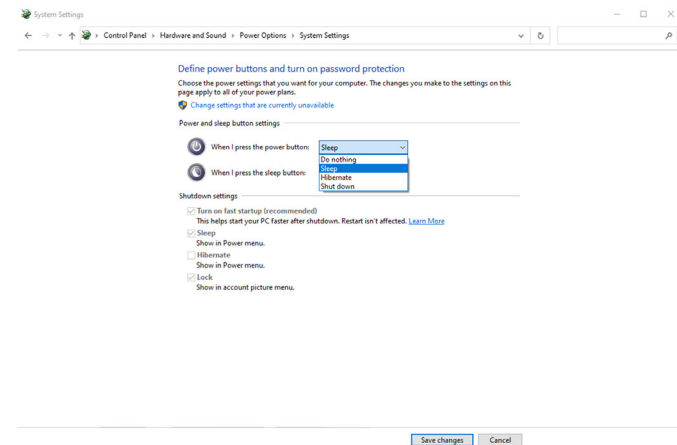 System Settings
Control Panel › Hardware and Sound › Power Options › System Settings
Define power buttons and turn on password protection
Choose the power settings that you want for your computer. The changes you make to the settings on this
page apply to all of your power plans.
Change settings that are currently unavailable
Power and sleep button settings
When I press the power button:
Sleep
Do nothing
Sleep
Hibernate
Shut down
When I press the sleep button:
Shutdown settings
Turn on fast startup (recommended)
This helps start your PC faster after shutdown. Restart isn't affected. Learn More
Sleep
Show in Power menu.
Hibernate
Show in Power menu.
Lock
Show in account picture menu.
Save changes
Cancel